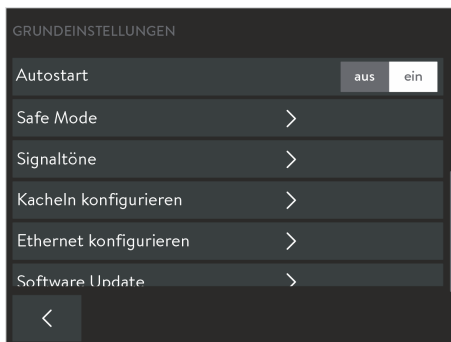 GRUNDEINSTELLUNGEN
Autostart aus ein
Safe Mode
Signaltöne
Kacheln konfigurieren
Ethernet konfigurieren
Software Update